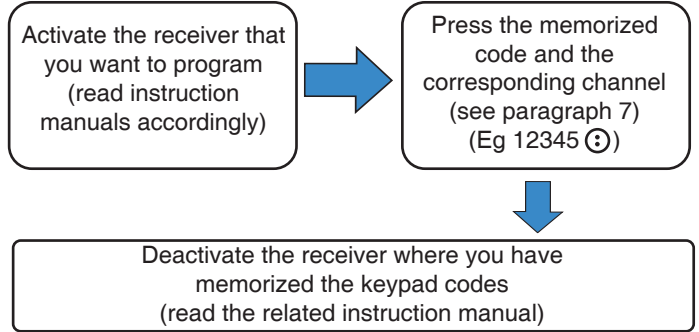 Activate the receiver that
you want to program
(read instruction
manuals accordingly)
Press the memorized
code and the
corresponding channel
(see paragraph 7)
(Eg 12345 )
Deactivate the receiver where you have
memorized the keypad codes
(read the related instruction manual)